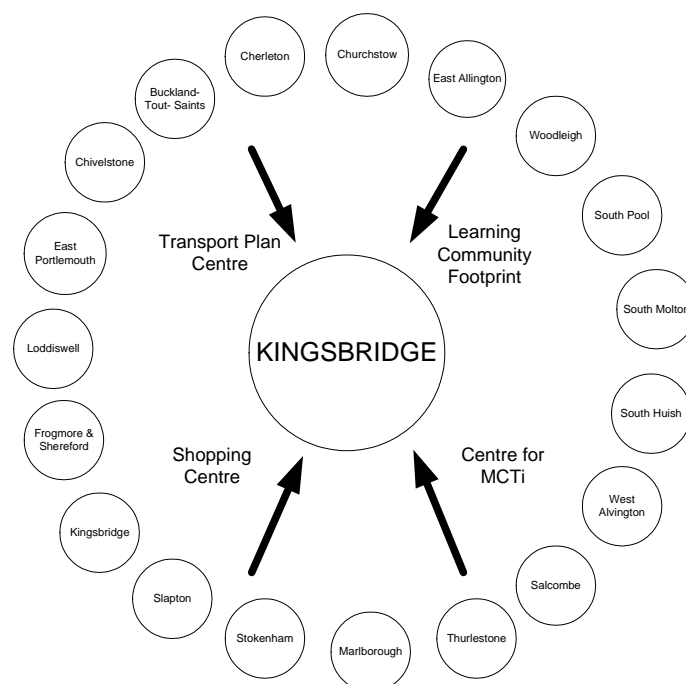 Cherleton
Churchstow
East Allington
Buckland-
Tout- Saints
Woodleigh
Chivelstone
South Pool
East
Portlemouth
Transport Plan
Centre
Learning
Community
Footprint
South Molton
Loddiswell
KINGSBRIDGE
South Huish
Frogmore &
Shereford
Shopping
Centre
Centre for
MCTi
West
Alvington
Kingsbridge
Salcombe
Slapton
Stokenham
Marlborough
Thurlestone